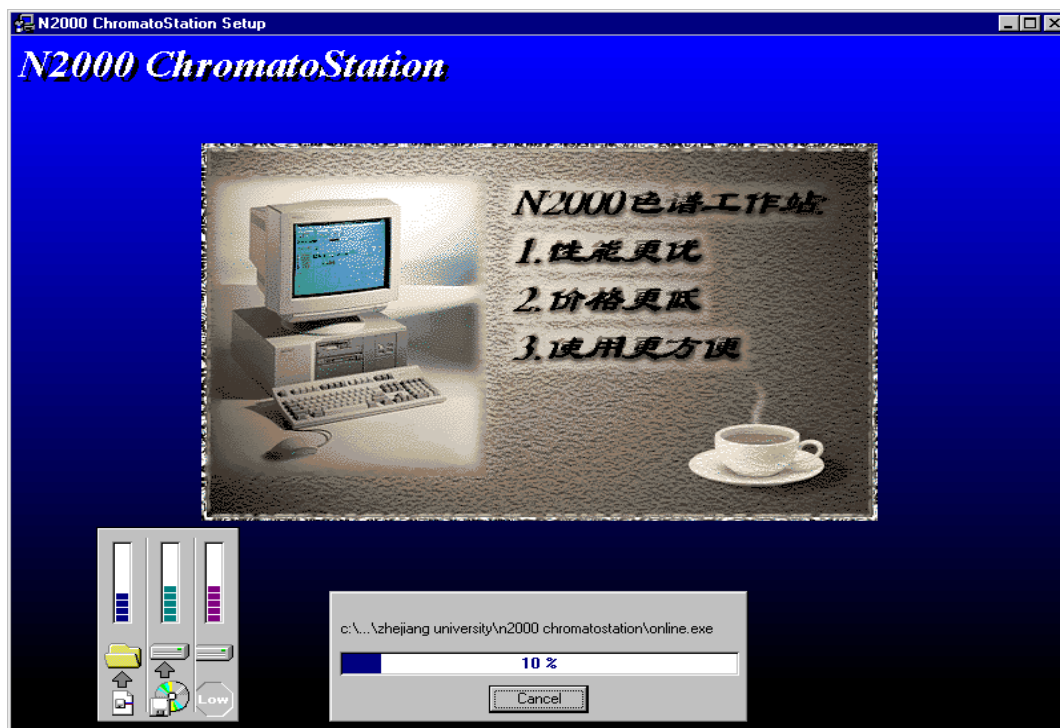 N2000 ChromatoStation Setup
N2000 ChromatoStation
N2000色谱工作站:
1.性能更优
2.价格更低
3.使用更方便
c:\...\zhejiang university\n2000 chromatostation\online.exe
10 %
Cancel
Low